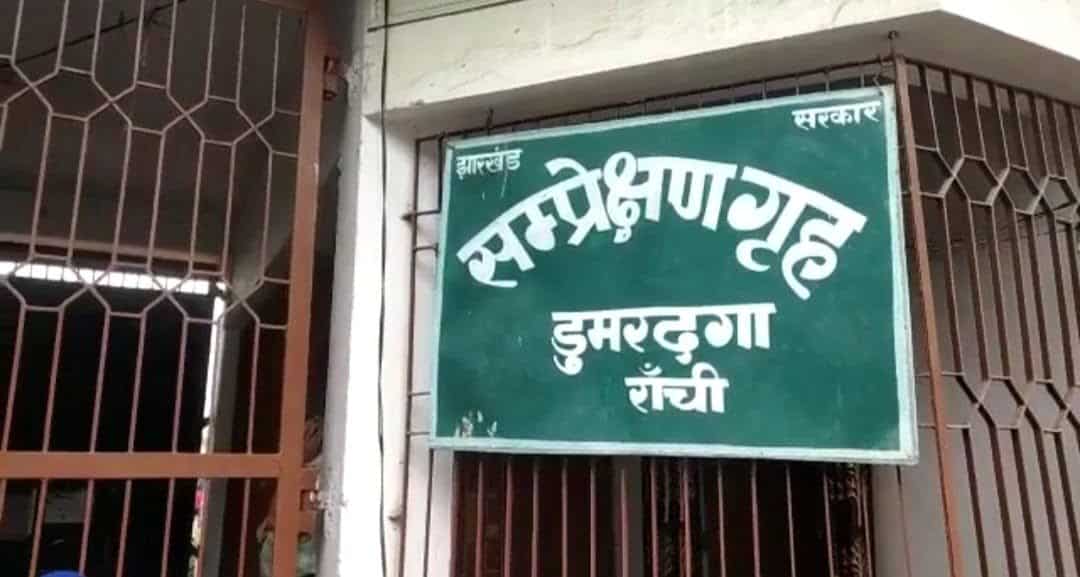 झारखंड सरकार
सम्प्रेक्षण गृह
डुमरदगा
राँची